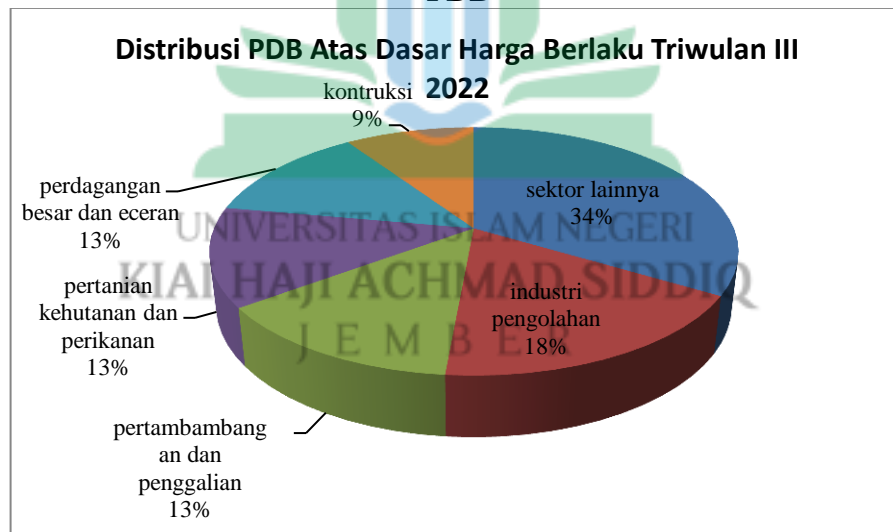 Distribusi PDB Atas Dasar Harga Berlaku Triwulan III
2022
kontruksi
9%
sektor lainnya
34%
perdagangan
besar dan eceran
13%
industri
pengolahan
18%
pertanian
kehutanan dan
perikanan
13%
pertambambang
an dan
penggalian
13%
UNIVERSITAS ISLAM NEGERI
KIAI HAJI ACHMAD SIDDIQ
JEMBER